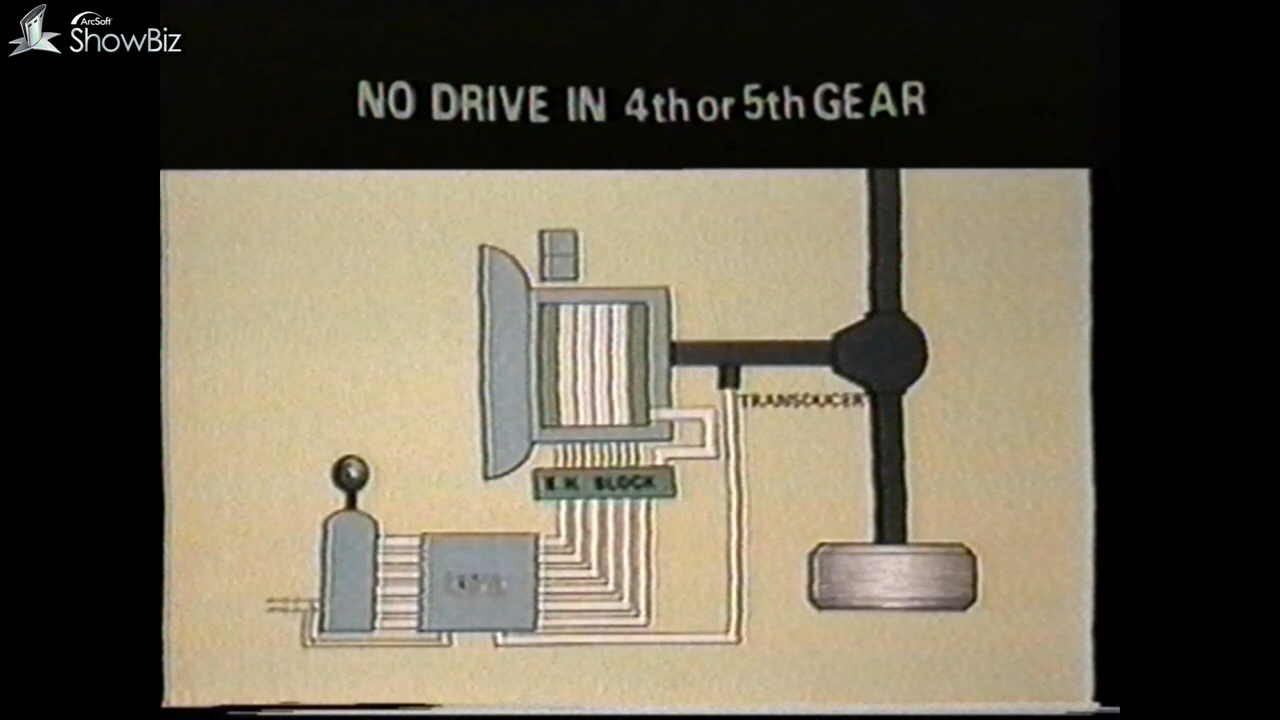 ArcSoft
ShowBiz
NO DRIVE IN 4th or 5th GEAR
TRANSDUCER
BLOCK